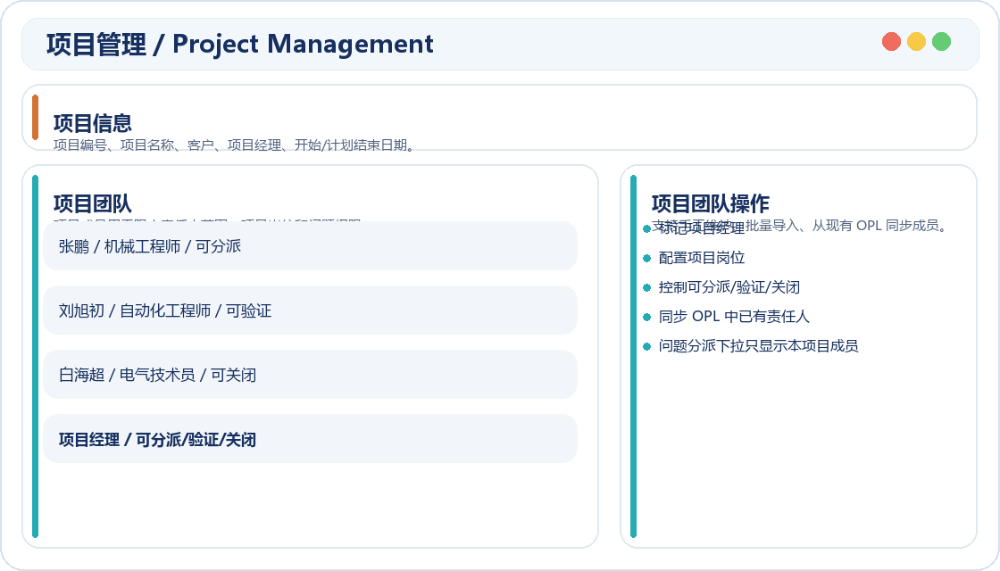 项目管理 / Project Management
项目信息
项目编号、项目名称、客户、项目经理、开始/计划结束日期。
项目团队
张鹏 / 机械工程师 / 可分派
刘旭初 / 自动化工程师 / 可验证
白海超 / 电气技术员 / 可关闭
项目经理 / 可分派/验证/关闭
项目团队操作
批量导入、从现有 OPL 同步成员。
标记项目经理
配置项目岗位
控制可分派/验证/关闭
同步 OPL 中已有责任人
问题分派下拉只显示本项目成员